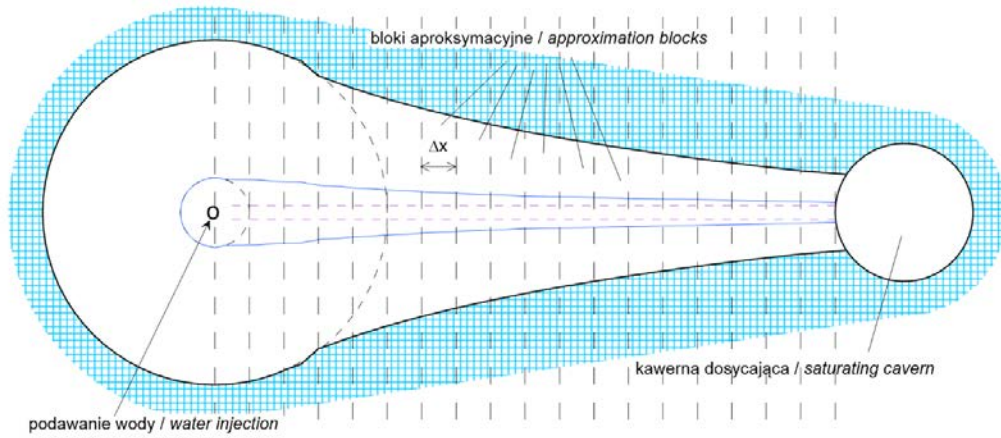 bloki aproksymacyjne / approximation blocks
Δx
O
kawerna dosycająca / saturating cavern
podawanie wody / water injection